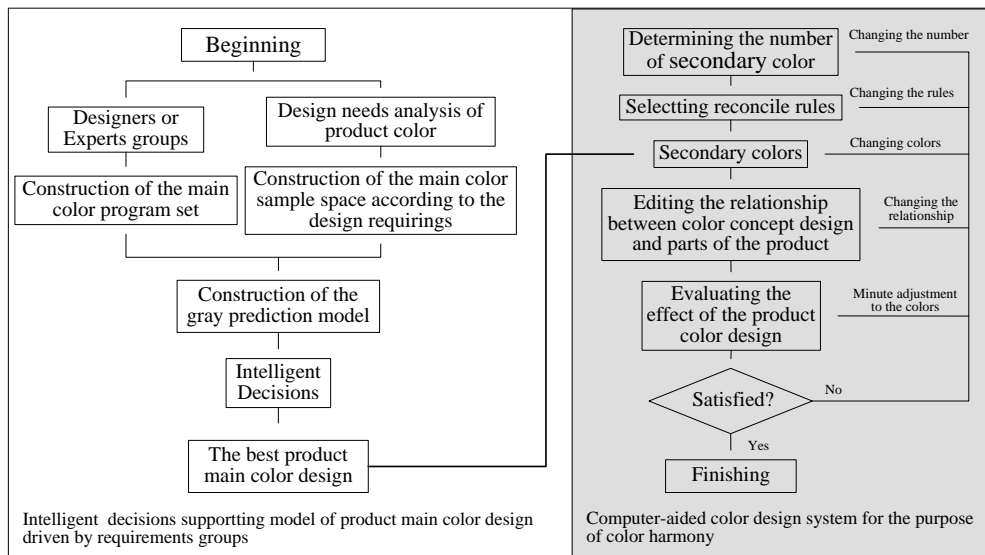 Beginning
Designers or
Experts groups
Design needs analysis of
product color
Construction of the main
color program set
Construction of the main color
sample space according to the
design requirings
Construction of the
gray prediction model
Intelligent
Decisions
The best product
main color design
Intelligent decisions supportting model of product main color design
driven by requirements groups
Determining the number
of secondary color
Changing the number
Selectting reconcile rules
Changing the rules
Secondary colors
Changing colors
Editing the relationship
between color concept design
and parts of the product
Changing the
relationship
Evaluating the
effect of the product
color design
Minute adjustment
to the colors
Satisfied?
No
Yes
Finishing
Computer-aided color design system for the purpose
of color harmony